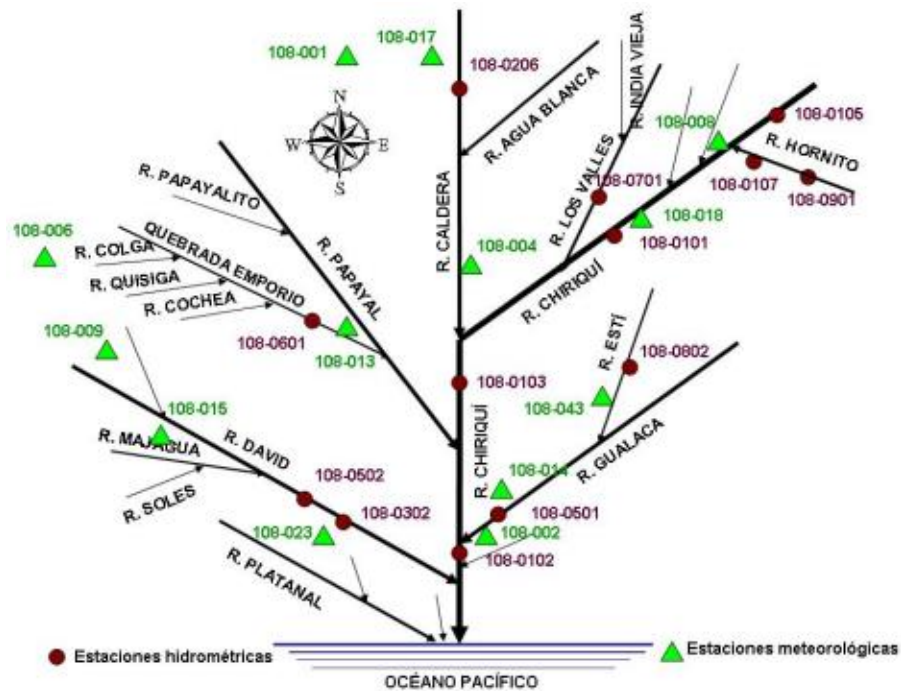 108-017
108-001
N
W
E
S
108-0206
R. AGUA BLANCA
R. INDIA VIEJA
108-008
108-0105
R. HORNITO
108-0107
108-0901
R. PAPAYALITO
R. CALDERA
R. LOS VALLES
108-0701
108-018
108-0101
108-006
R. COLGA
QUEBRADA EMPORIO
R. QUISIGA
R. COCHEA
R. PAPAYAL
108-004
R. CHIRIQUÍ
108-0601
108-013
108-009
R. ESTÍ
108-0802
108-0103
108-043
108-015
R. MAJAGUA
R. DAVID
R. CHIRIQUÍ
R. GUALACA
108-014
R. SOLES
108-0502
108-0302
108-0501
108-023
108-002
108-0102
R. PLATANAL
Estaciones hidrométricas
Estaciones meteorológicas
OCÉANO PACÍFICO